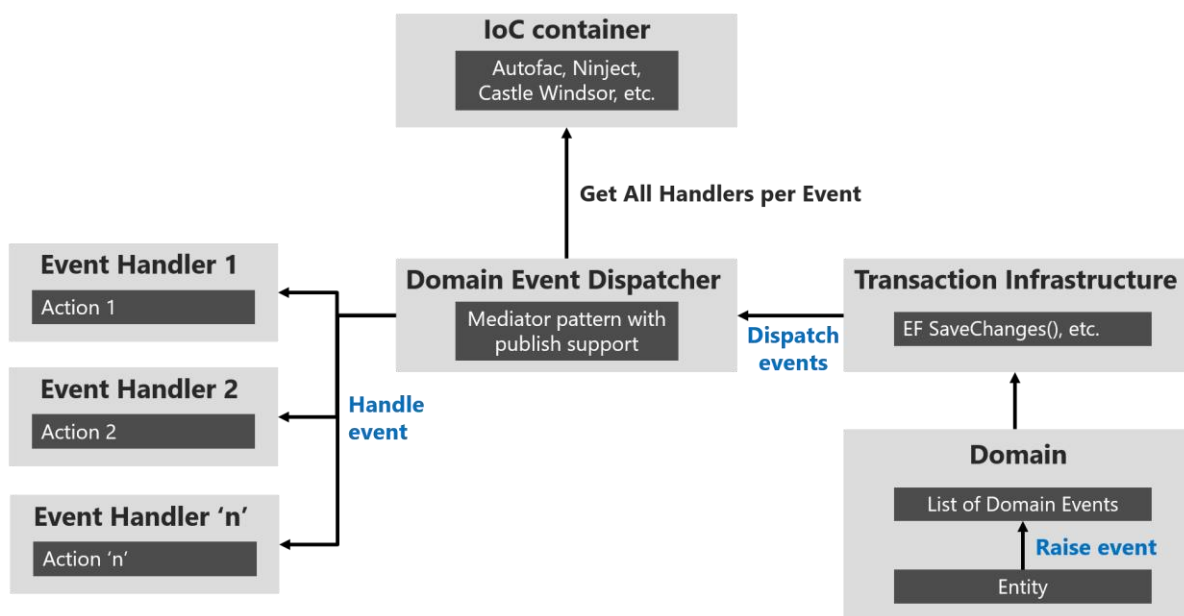 IoC container
Autofac, Ninject,
Castle Windsor, etc.
Get All Handlers per Event
Event Handler 1
Action 1
Event Handler 2
Action 2
Event Handler ‘n’
Action ‘n’
Handle
event
Domain Event Dispatcher
Mediator pattern with
publish support
Dispatch
events
Transaction Infrastructure
EF SaveChanges(), etc.
Domain
List of Domain Events
Raise event
Entity